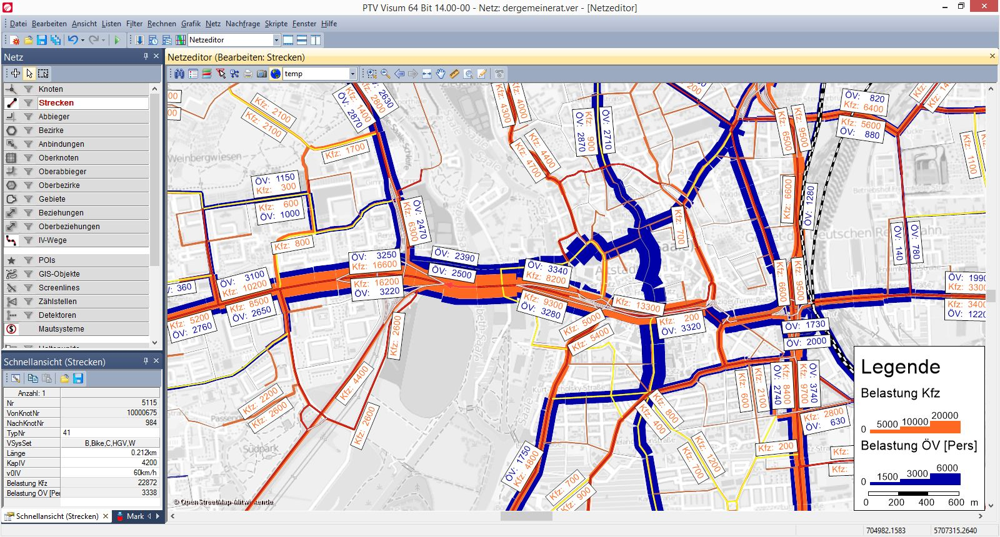 PTV Visum 64 Bit 14.00-00 - Netz: dergemeinerat.ver - [Netzeditor]
Datei Bearbeiten Ansicht Listen Filter Rechnen Grafik Netz Nachfrage Skripte Fenster Hilfe
Netzeditor
Netz
Netzeditor (Bearbeiten: Strecken)
temp
GPS
Knoten
Strecken
Abbieger
Bezirke
Anbindungen
Oberknoten
Oberabbieger
Oberbezirke
Gebiete
Beziehungen
Oberbeziehungen
IV-Wege
POIs
GIS-Objekte
Screenlines
Zählstellen
Detektoren
Mautsysteme
Schnellansicht (Strecken)
Anzahl: 1
Nr 5115
VonKnotNr 10000675
NachKnotNr 984
TypNr 41
VSysSet B,Bike,C,HGV,W
Länge 0.212km
KapIV 4200
v0IV 60km/h
Belastung Kfz 22872
Belastung ÖV [Per 3338
Schnellansicht (Strecken)
Mark
Kfz: 2100
Kfz: 2100
Kfz: 1700
ÖV: 2630
Kfz: 2800
Kfz: 1400
ÖV: 2870
Kfz: 4000
Kfz: 4300
Kfz: 4400
Kfz: 4700
ÖV: 2710
Kfz: 900
ÖV: 2870
Kfz: 9500
Kfz: 6500
ÖV: 820
Kfz: 6400
Kfz: 5600
ÖV: 880
Kfz: 1100
Weinbergwiesen
ÖV: 1150
Kfz: 300
Kfz: 600
ÖV: 1000
Kfz: 800
ÖV: 2470
Kfz: 6300
Kfz: 700
Kfz: 9900
ÖV: 1280
ÖV: 140
ÖV: 780
ÖV: 3250
Kfz: 16600
Kfz: 16200
ÖV: 3220
ÖV: 2390
ÖV: 2500
ÖV: 3340
Kfz: 8200
Kfz: 9300
ÖV: 3280
Kfz: 13300
Kfz: 200
ÖV: 3320
Kfz: 6600
Kfz: 9500
ÖV: 1990
Kfz: 3300
Kfz: 3400
ÖV: 1220
V: 360
ÖV: 3100
Kfz: 10200
Kfz: 8500
ÖV: 2650
Kfz: 5200
ÖV: 2760
Kfz: 2600
Kfz: 4400
Kfz: 5000
Kfz: 5400
ÖV: 1730
ÖV: 2000
Kfz: 2200
Kfz: 2600
Kfz: 2600
Südpark
Kurt-Tucholsky-Straße
Saale
Kfz: 800
Kfz: 400
Kfz: 600
Kfz: 2100
ÖV: 2740
Kfz: 8400
Kfz: 9700
ÖV: 3740
Kfz: 2800
ÖV: 630
Kfz: 200
Kfz:
Kfz:
Kfz: 1200
Kfz: 700
ÖV: 1750
Kfz: 4800
Kfz: 700
Kfz: 900
Legende
Belastung Kfz
0 5000 10000 20000
Belastung ÖV [Pers]
0 1500 3000 6000
0 200 400 600 m
© OpenStreetMap-Mitwirkende
704982.1583 5707315.2640